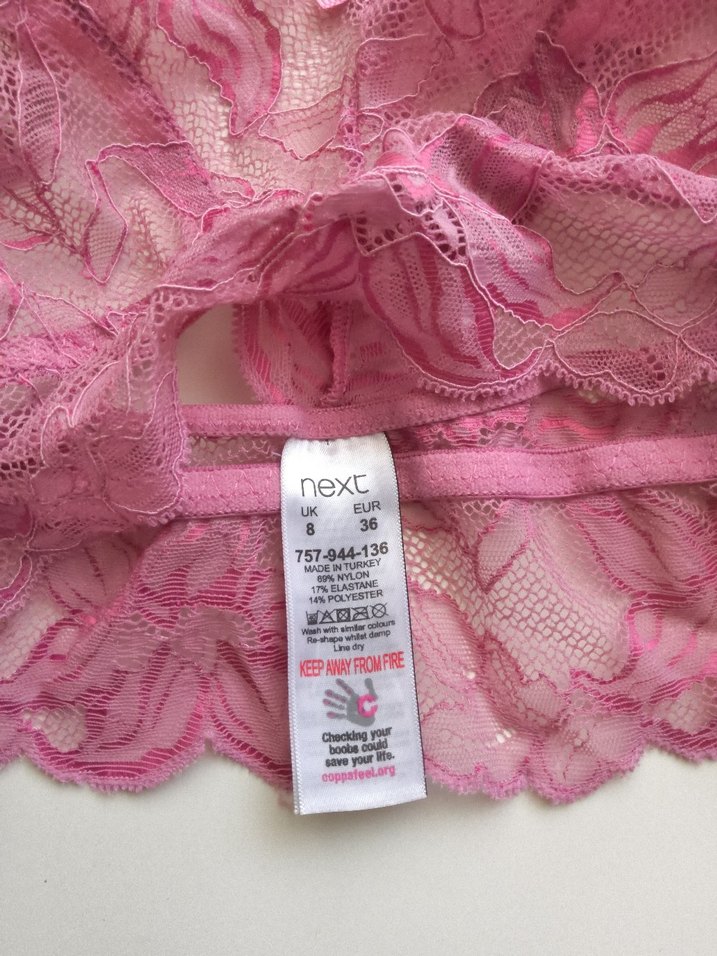 next
UK EUR
8 36
757-944-136
MADE IN TURKEY
69% NYLON
17% ELASTANE
14% POLYESTER
Wash with similar colours
Re-shape whilst damp
Line dry
KEEP AWAY FROM FIRE
C
Checking your
boobs could
save your life.
coppafeel.org